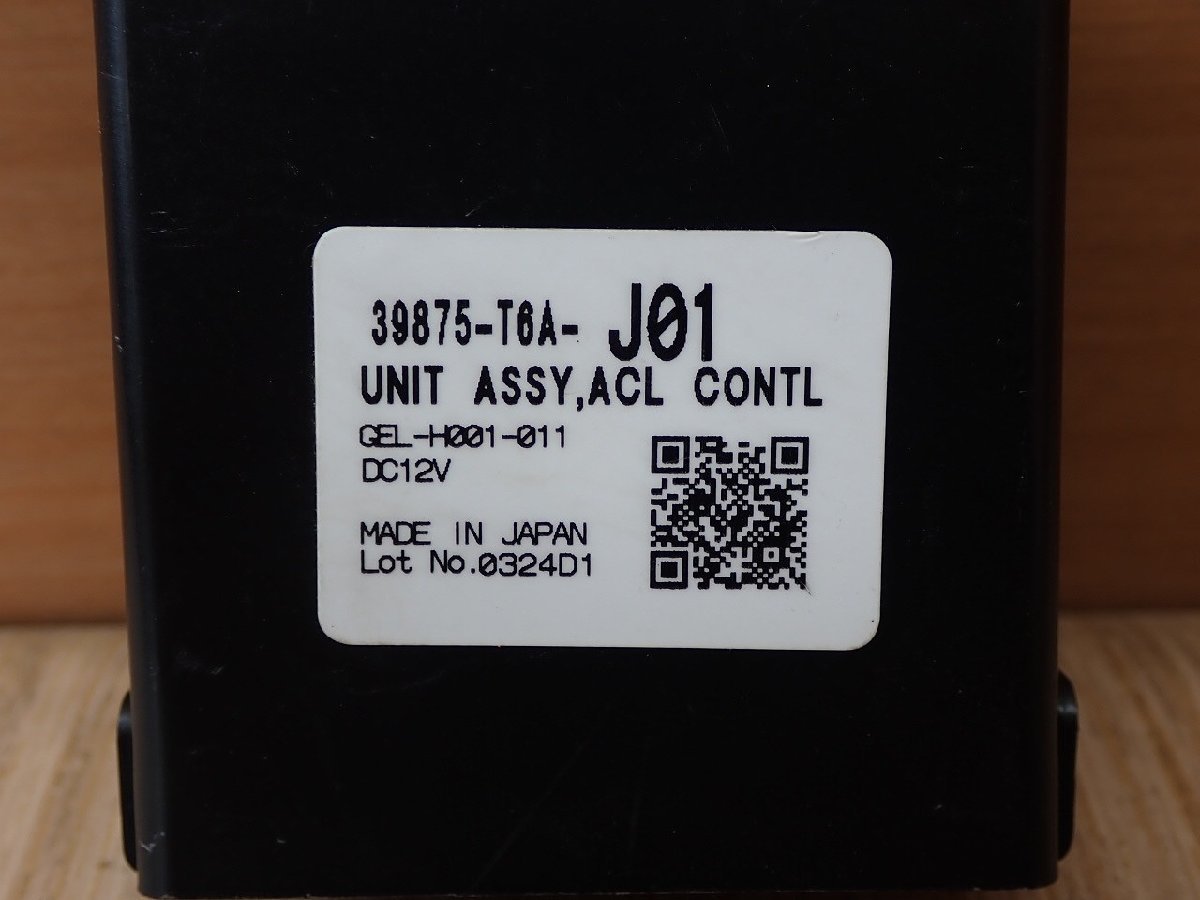 39875-T6A- J01
UNIT ASSY,ACL CONTL
GEL-H001-011
DC12V
MADE IN JAPAN
Lot No.0324D1